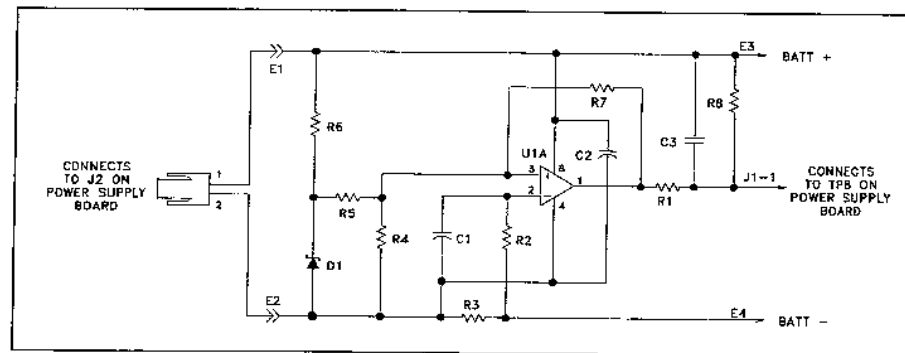 E3
BATT +
E1
R7
R8
R6
C3
CONNECTS
TO J2 ON
POWER SUPPLY
BOARD
1
2
U1A
8
C2
3
2
1
4
J1-1
CONNECTS
TO TPB ON
POWER SUPPLY
BOARD
R1
R5
R4
C1
R2
D1
E2
R3
E4
BATT -